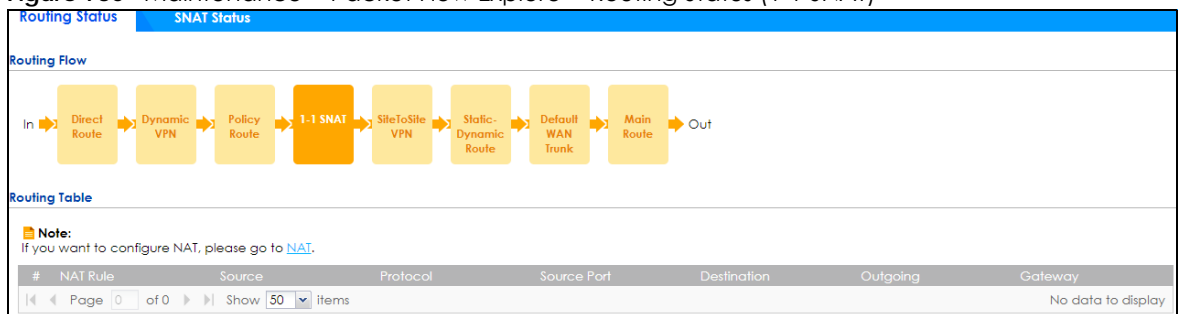 Routing Status SNAT Status
Routing Flow
In Direct Route Dynamic VPN Policy Route 1-1 SNAT SiteToSite VPN Static-Dynamic Route Default WAN Trunk Main Route Out
Routing Table
Note:
If you want to configure NAT, please go to NAT.
# NAT Rule Source Protocol Source Port Destination Outgoing Gateway
Page 0 of 0 Show 50 items No data to display